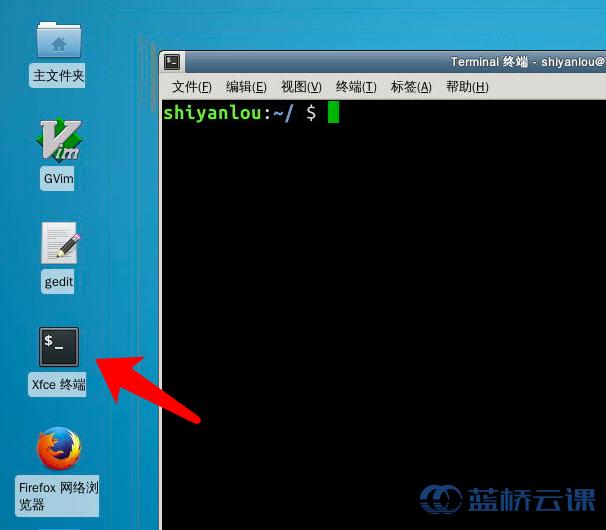 主文件夹
GVim
gedit
$_
Xfce 终端
Firefox 网络浏
览器
Terminal 终端 - shiyanlou@
文件(F) 编辑(E) 视图(V) 终端(T) 标签(A) 帮助(H)
shiyanlou:~/ $
蓝桥云课